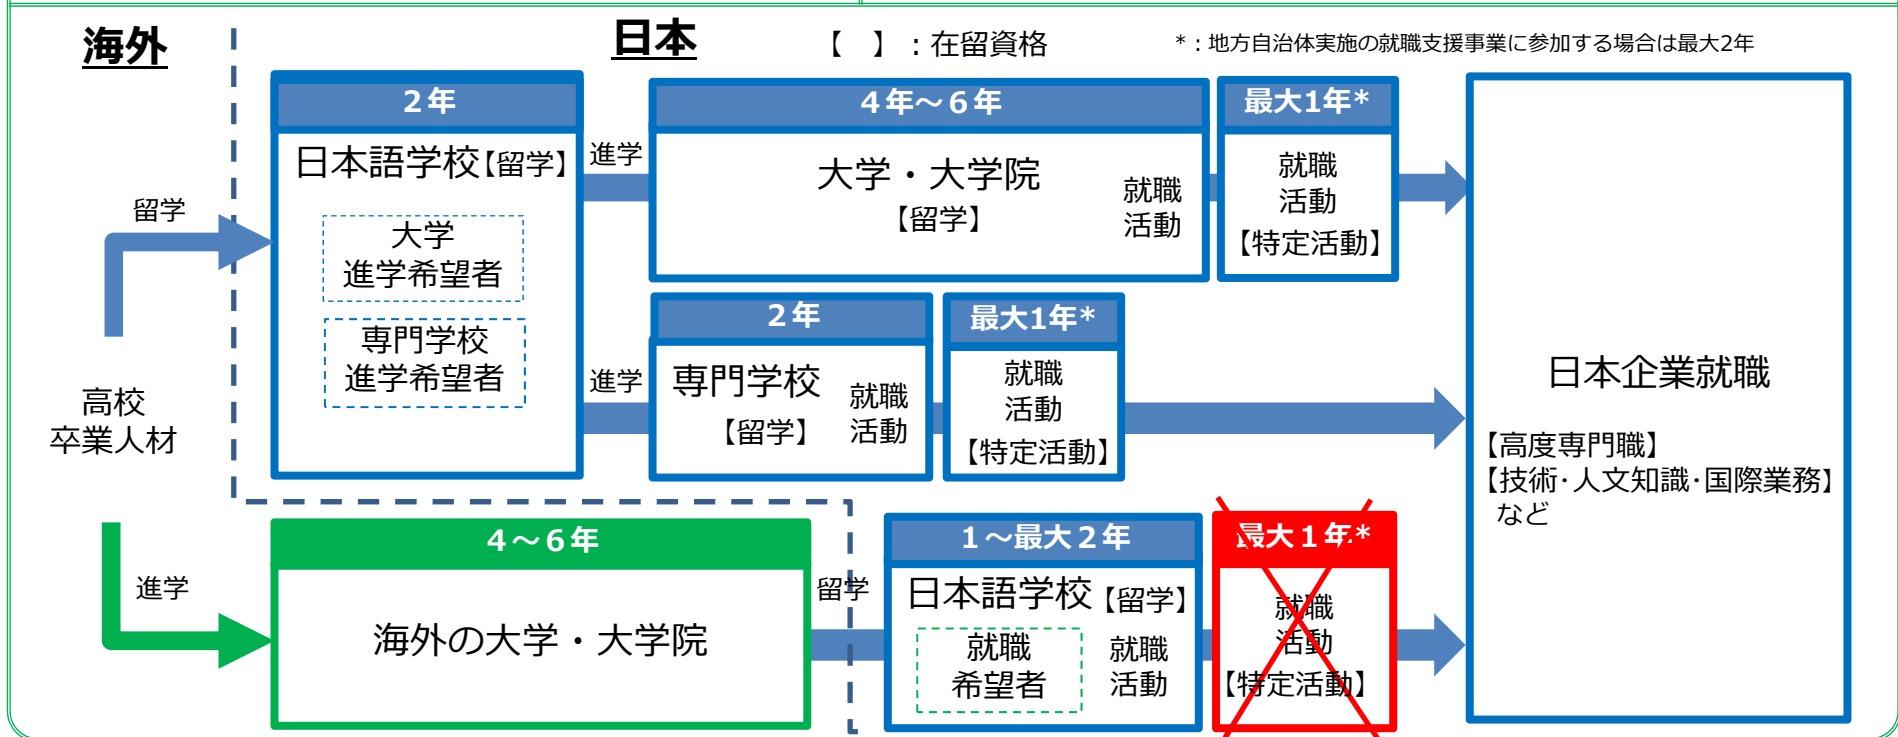 海外
日本
【　】：在留資格
*：地方自治体実施の就職支援事業に参加する場合は最大2年
留学
高校
卒業人材
進学
２年
日本語学校【留学】
大学
進学希望者
専門学校
進学希望者
進学
４年～６年
大学・大学院
【留学】
就職
活動
最大1年*
就職
活動
【特定活動】
進学
２年
専門学校
【留学】
就職
活動
最大1年*
就職
活動
【特定活動】
４～６年
海外の大学・大学院
留学
１～最大２年
日本語学校【留学】
就職
希望者
就職
活動
最大１年*
就職
活動
【特定活動】
日本企業就職
【高度専門職】
【技術･人文知識･国際業務】
など